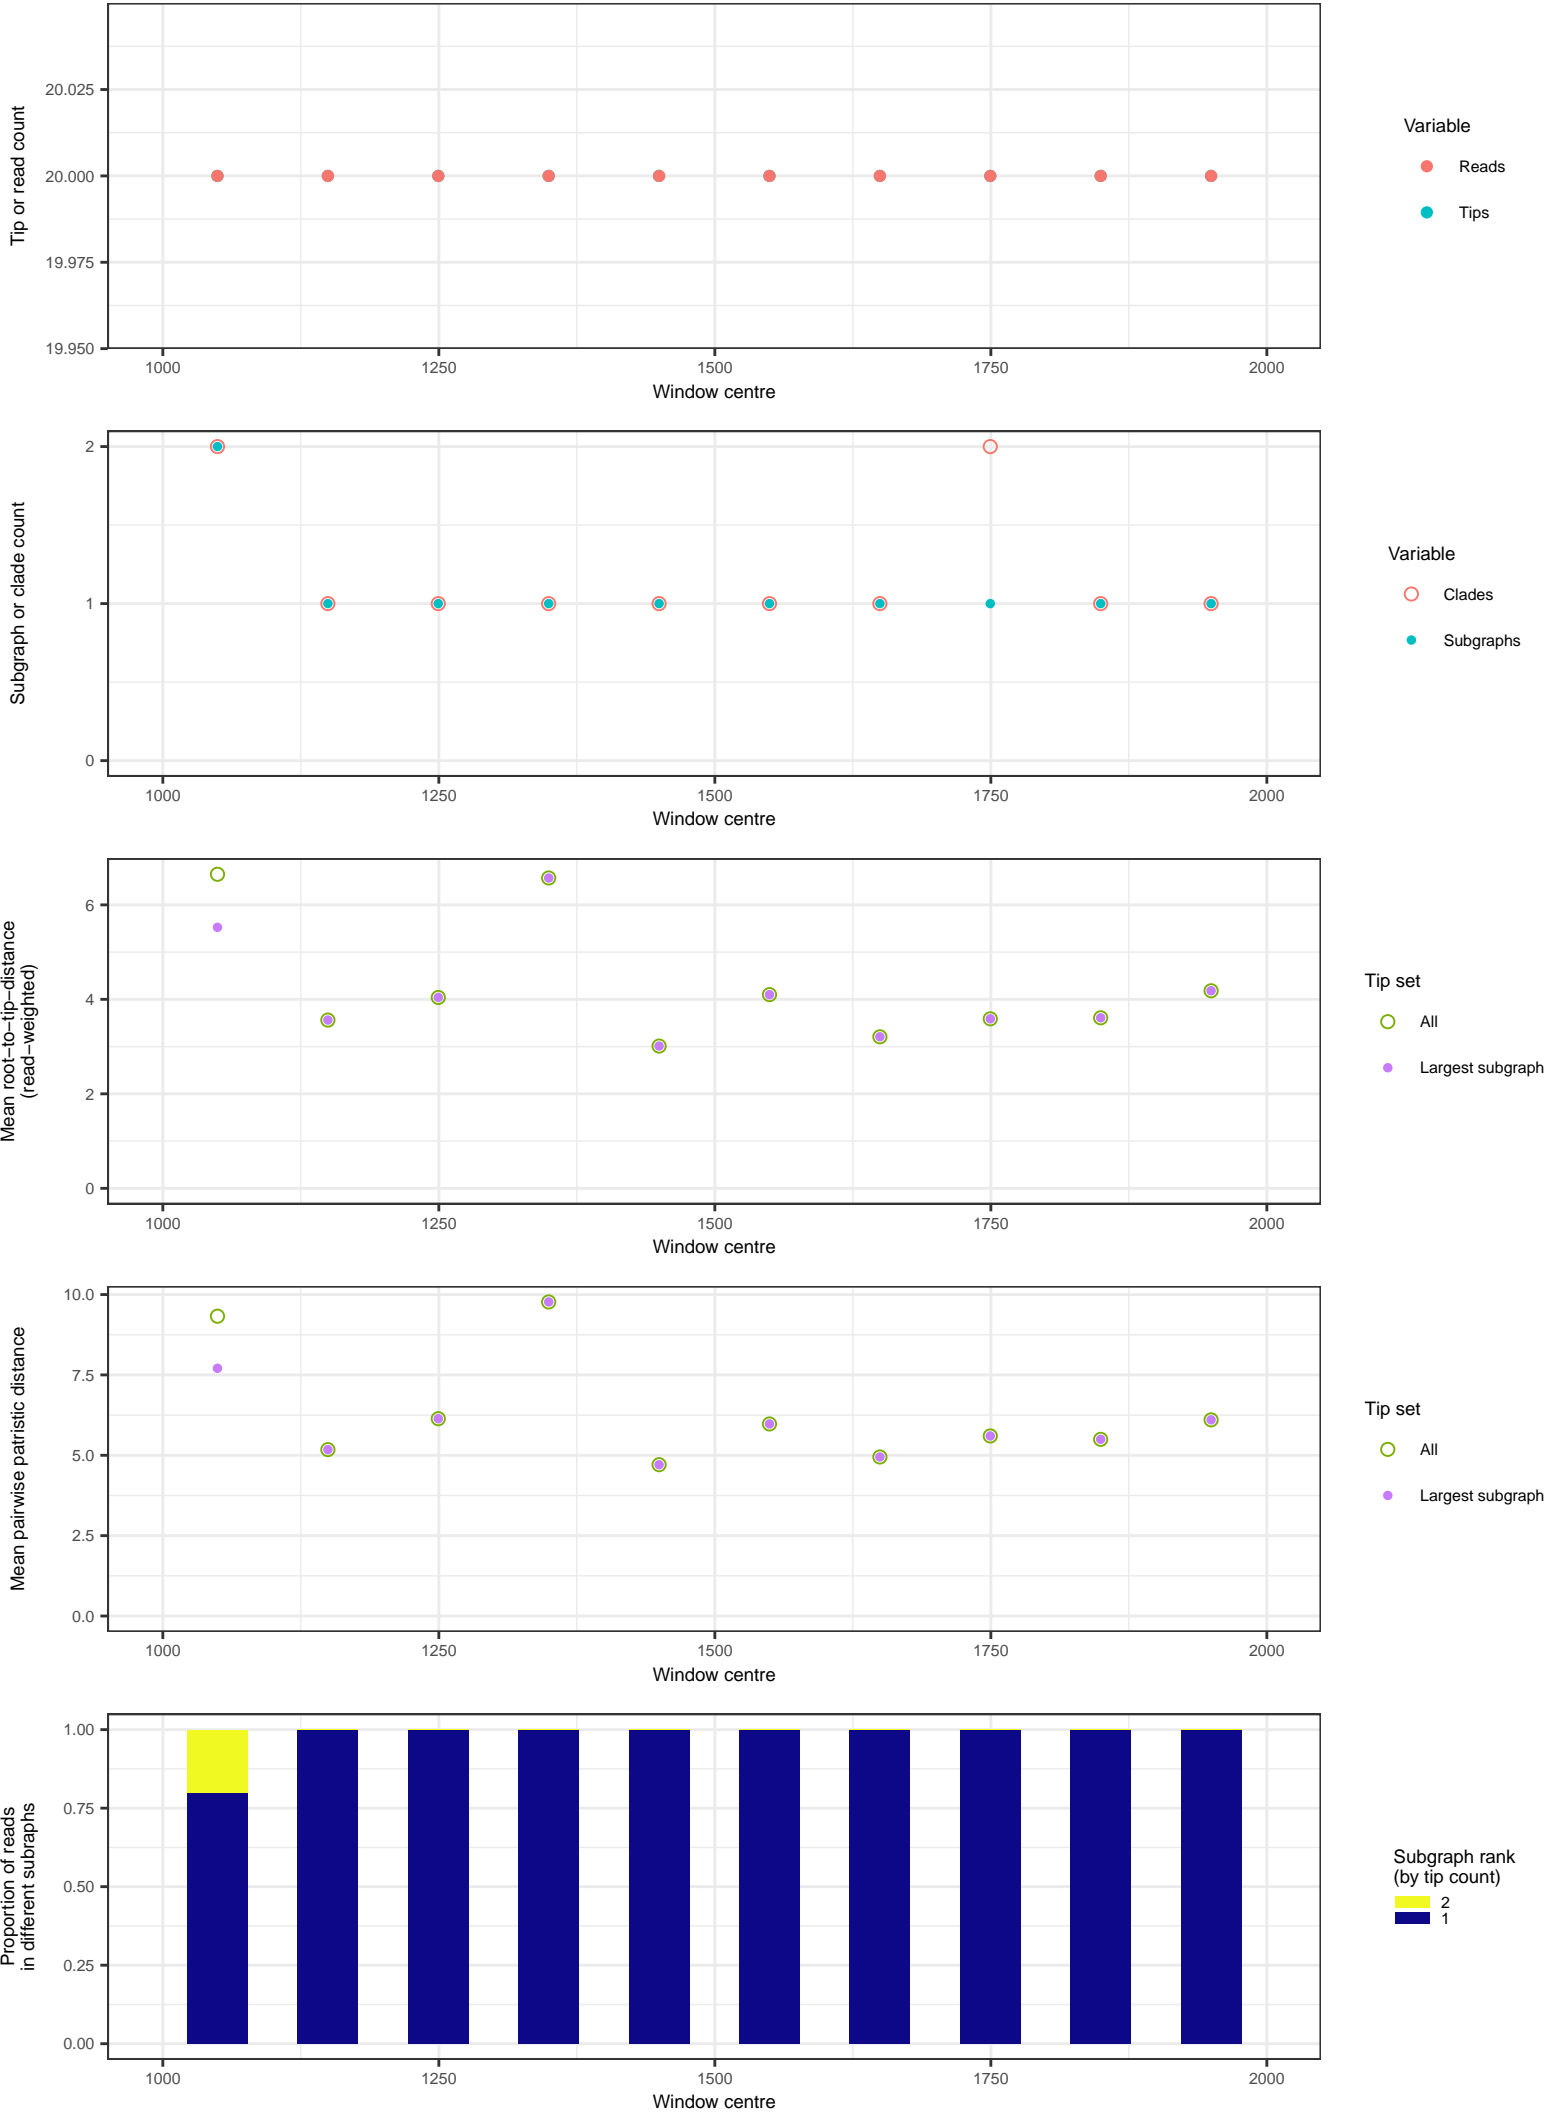 Tip or read count
20.025
20.000
19.975
19.950
1000 1250 1500 1750 2000
Window centre
Variable
Reads
Tips
Subgraph or clade count
2
1
0
1000 1250 1500 1750 2000
Window centre
Variable
Clades
Subgraphs
Mean root−to−tip−distance
(read−weighted)
6
4
2
0
1000 1250 1500 1750 2000
Window centre
Tip set
All
Largest subgraph
Mean pairwise patristic distance
10.0
7.5
5.0
2.5
0.0
1000 1250 1500 1750 2000
Window centre
Tip set
All
Largest subgraph
Proportion of reads
in different subraphs
1.00
0.75
0.50
0.25
0.00
1000 1250 1500 1750 2000
Window centre
Subgraph rank
(by tip count)
2
1